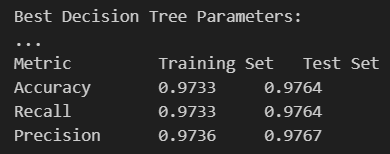 Best Decision Tree Parameters:
...
Metric Training Set Test Set
Accuracy 0.9733 0.9764
Recall 0.9733 0.9764
Precision 0.9736 0.9767